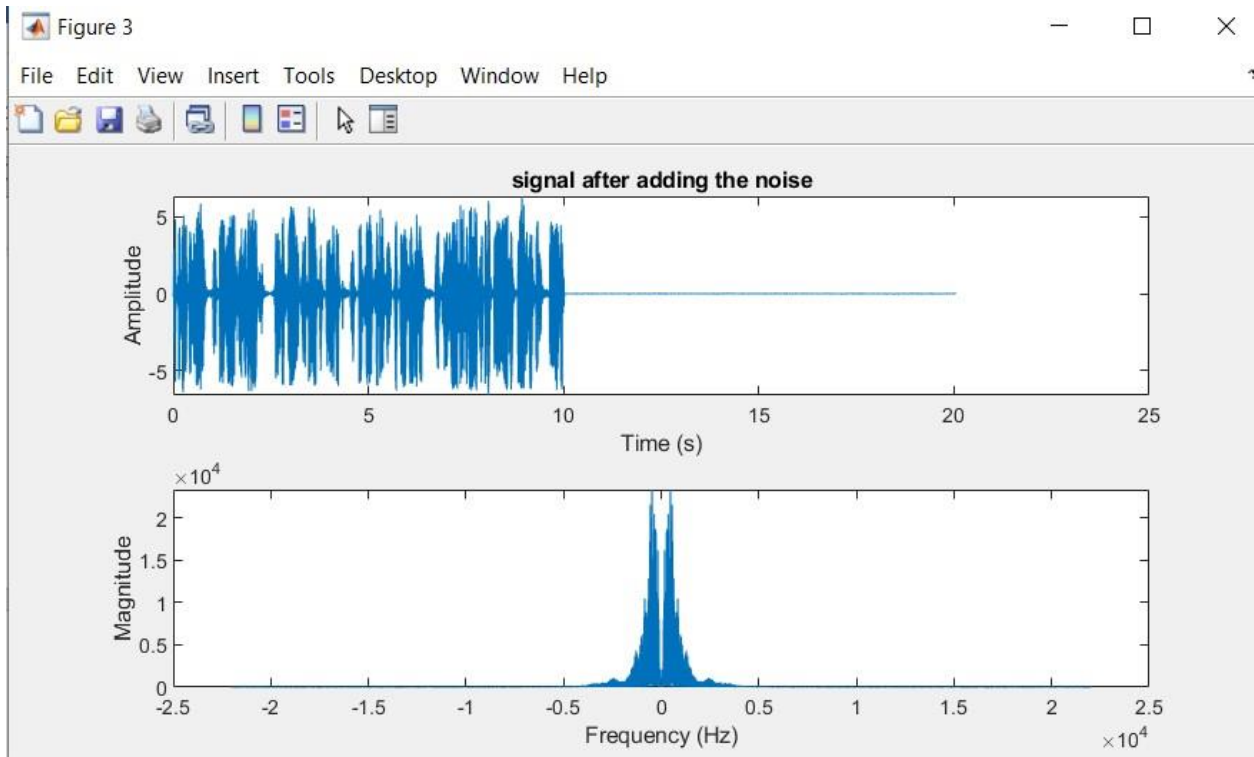 Figure 3
File Edit View Insert Tools Desktop Window Help
signal after adding the noise
5
0
-5
Amplitude
0 5 10 15 20 25
Time (s)
×10^4
2
1.5
1
0.5
0
Magnitude
-2.5 -2 -1.5 -1 -0.5 0 0.5 1 1.5 2 2.5
Frequency (Hz)
×10^4